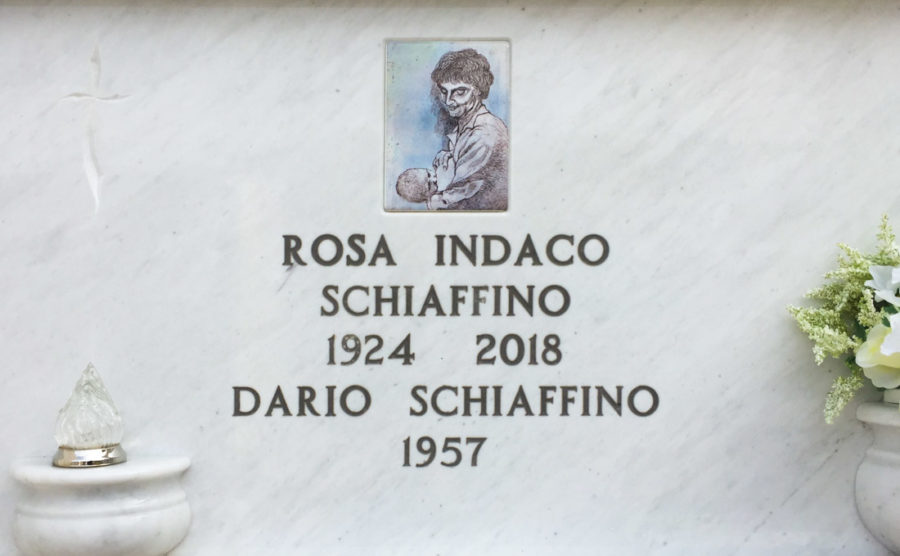 ROSA INDACO
SCHIAFFINO
1924 2018
DARIO SCHIAFFINO
1957